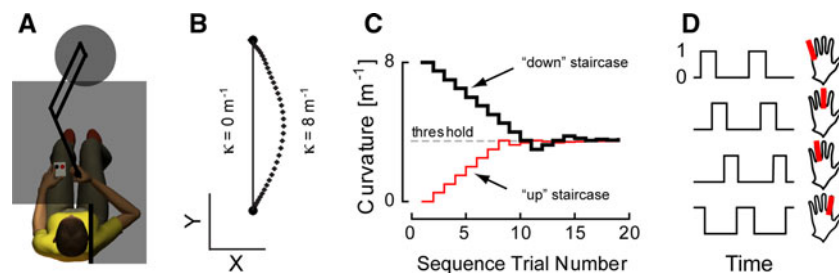 A
B
κ = 0 m⁻¹
κ = 8 m⁻¹
Y
X
C
Curvature [m⁻¹]
8
0
"down" staircase
threshold
"up" staircase
0 5 10 15 20
Sequence Trial Number
D
1
0
Time